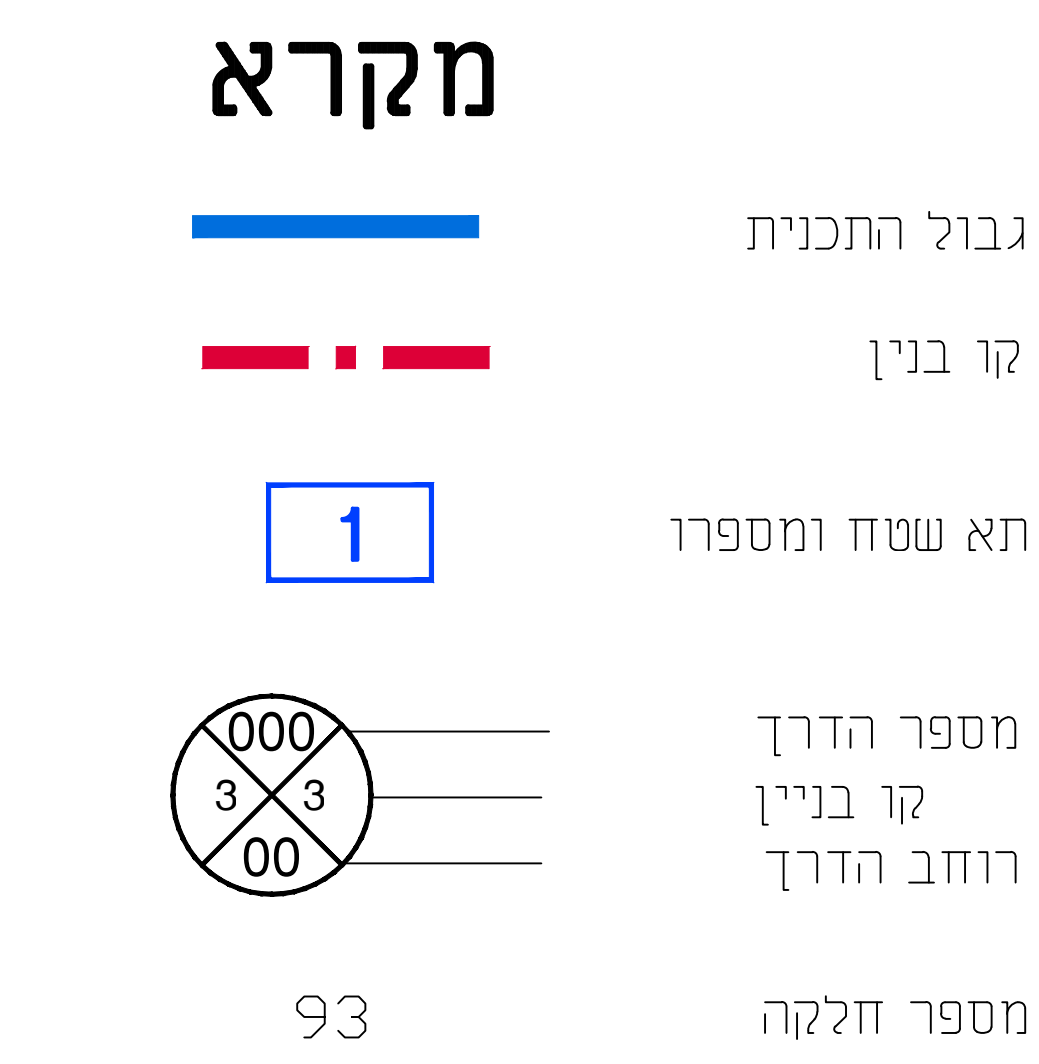 מקרא
גבול התכנית
קו בנין
1
תא שטח ומספרו
000
מספר הדרך
3 3
קו בניין
00
רוחב הדרך
93
מספר חלקה